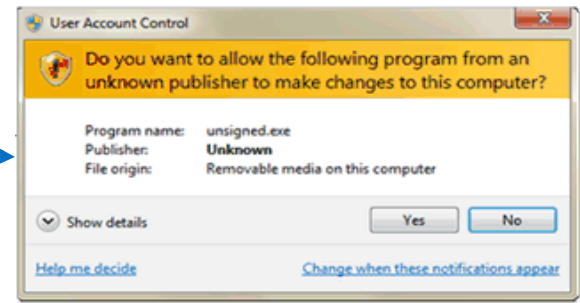 User Account Control
Do you want to allow the following program from an
unknown publisher to make changes to this computer?
Program name: unsigned.exe
Publisher: Unknown
File origin: Removable media on this computer
Show details Yes No
Help me decide Change when these notifications appear